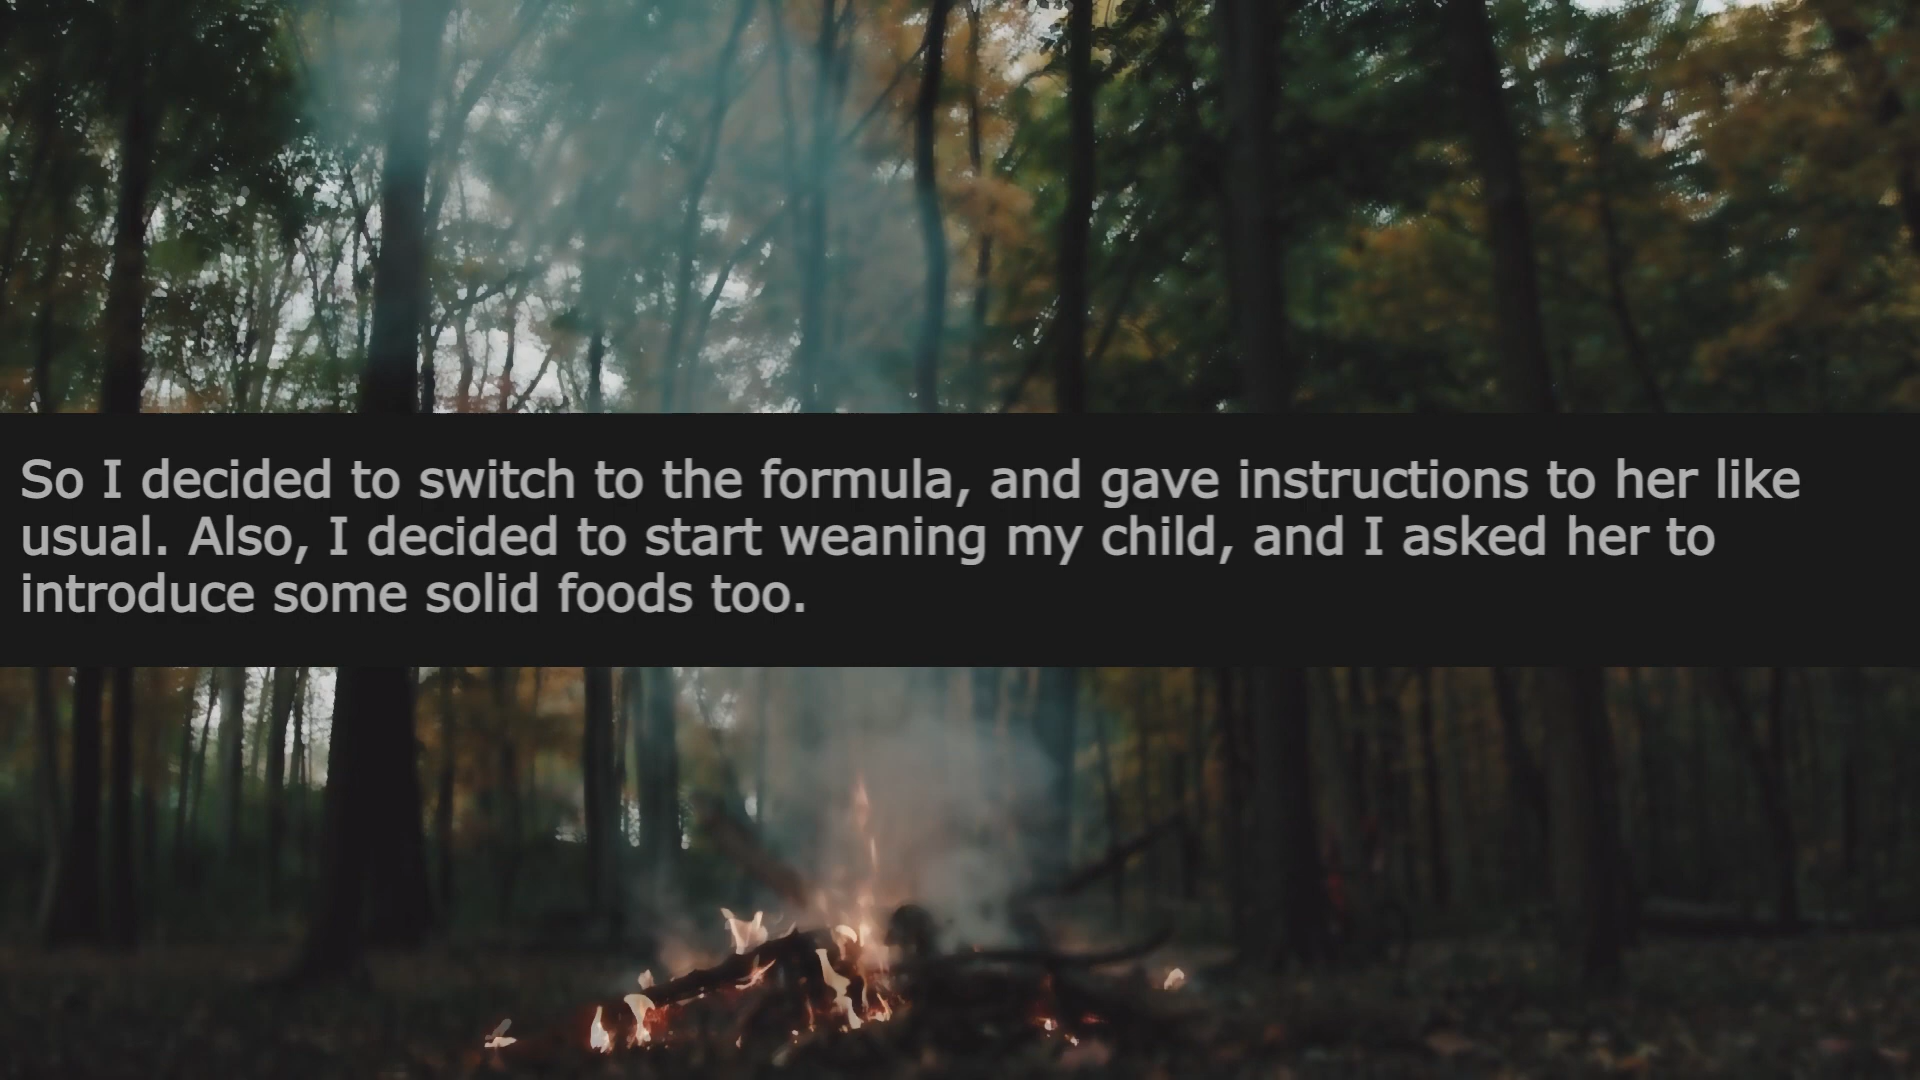 So I decided to switch to the formula, and gave instructions to her like
usual. Also, I decided to start weaning my child, and I asked her to
introduce some solid foods too.